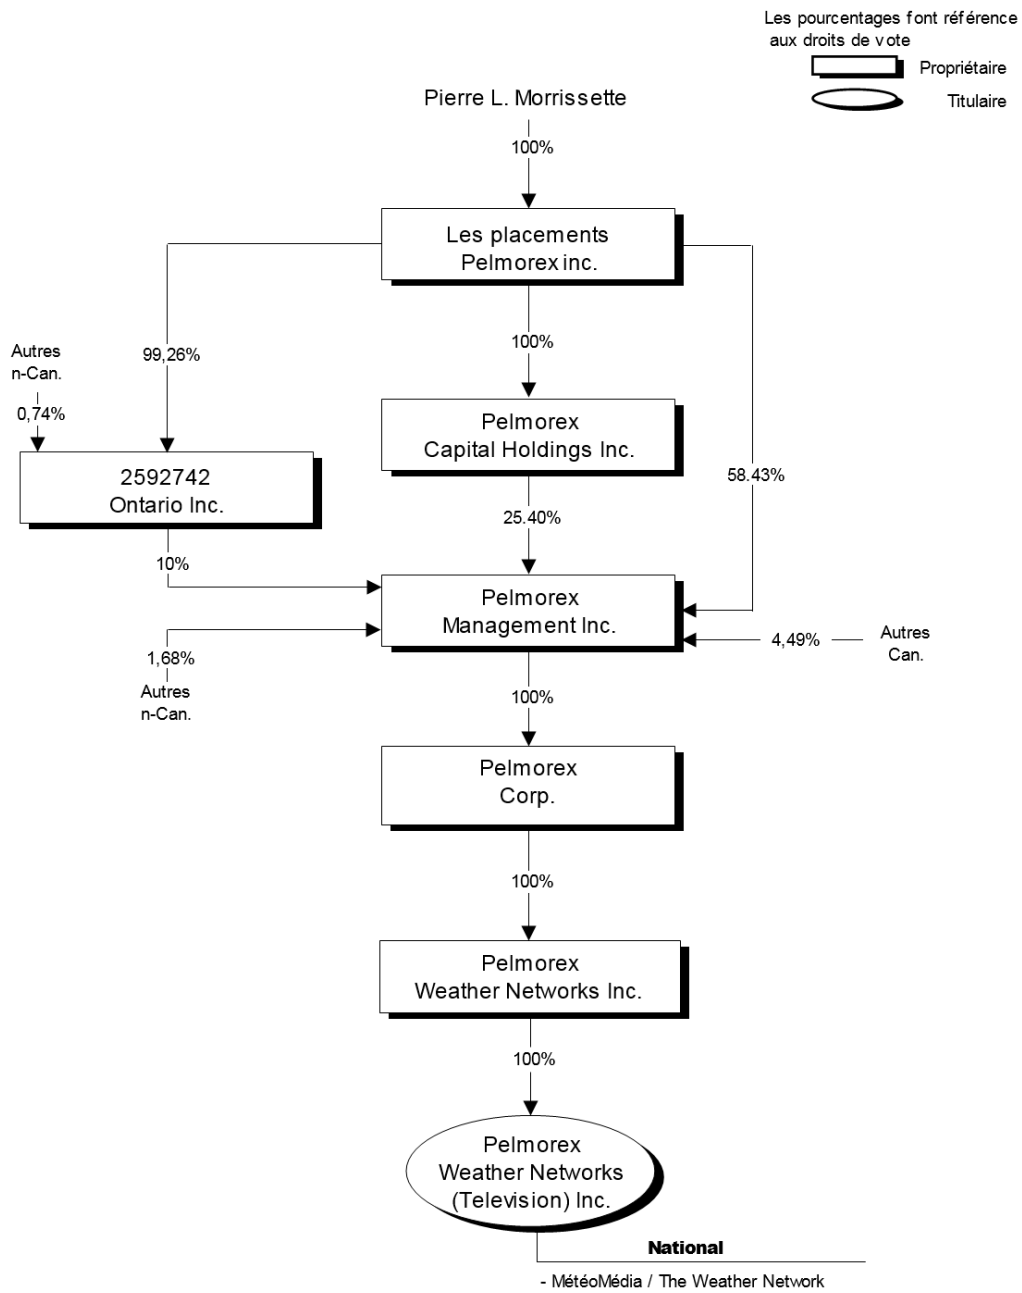 Les pourcentages font référence
aux droits de vote
Propriétaire
Titulaire
Pierre L. Morrissette
100%
Les placements
Pelmorex inc.
99,26%
100%
58.43%
Autres
n-Can.
0,74%
Pelmorex
Capital Holdings Inc.
2592742
Ontario Inc.
25.40%
10%
Pelmorex
Management Inc.
1,68%
Autres
n-Can.
4,49%
Autres
Can.
100%
Pelmorex
Corp.
100%
Pelmorex
Weather Networks Inc.
100%
Pelmorex
Weather Networks
(Television) Inc.
National
- MétéoMédia / The Weather Network